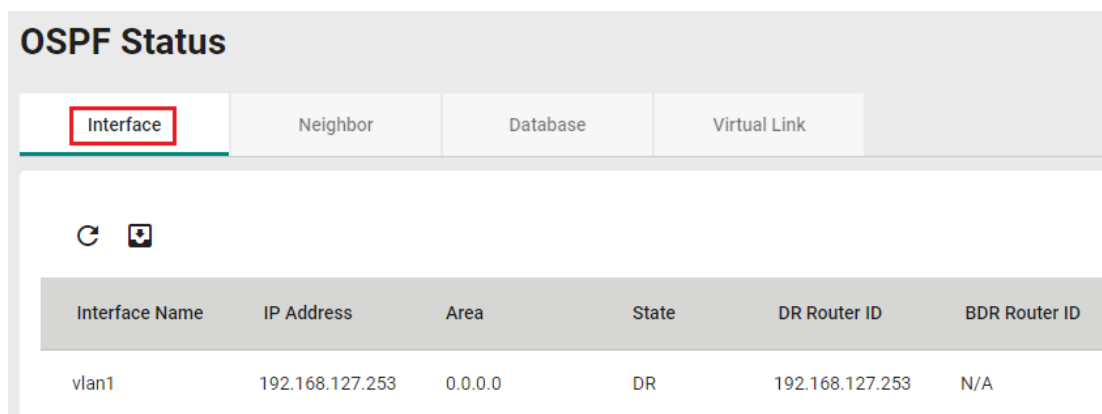 OSPF Status
Interface Neighbor Database Virtual Link
Interface Name IP Address Area State DR Router ID BDR Router ID
vlan1 192.168.127.253 0.0.0.0 DR 192.168.127.253 N/A